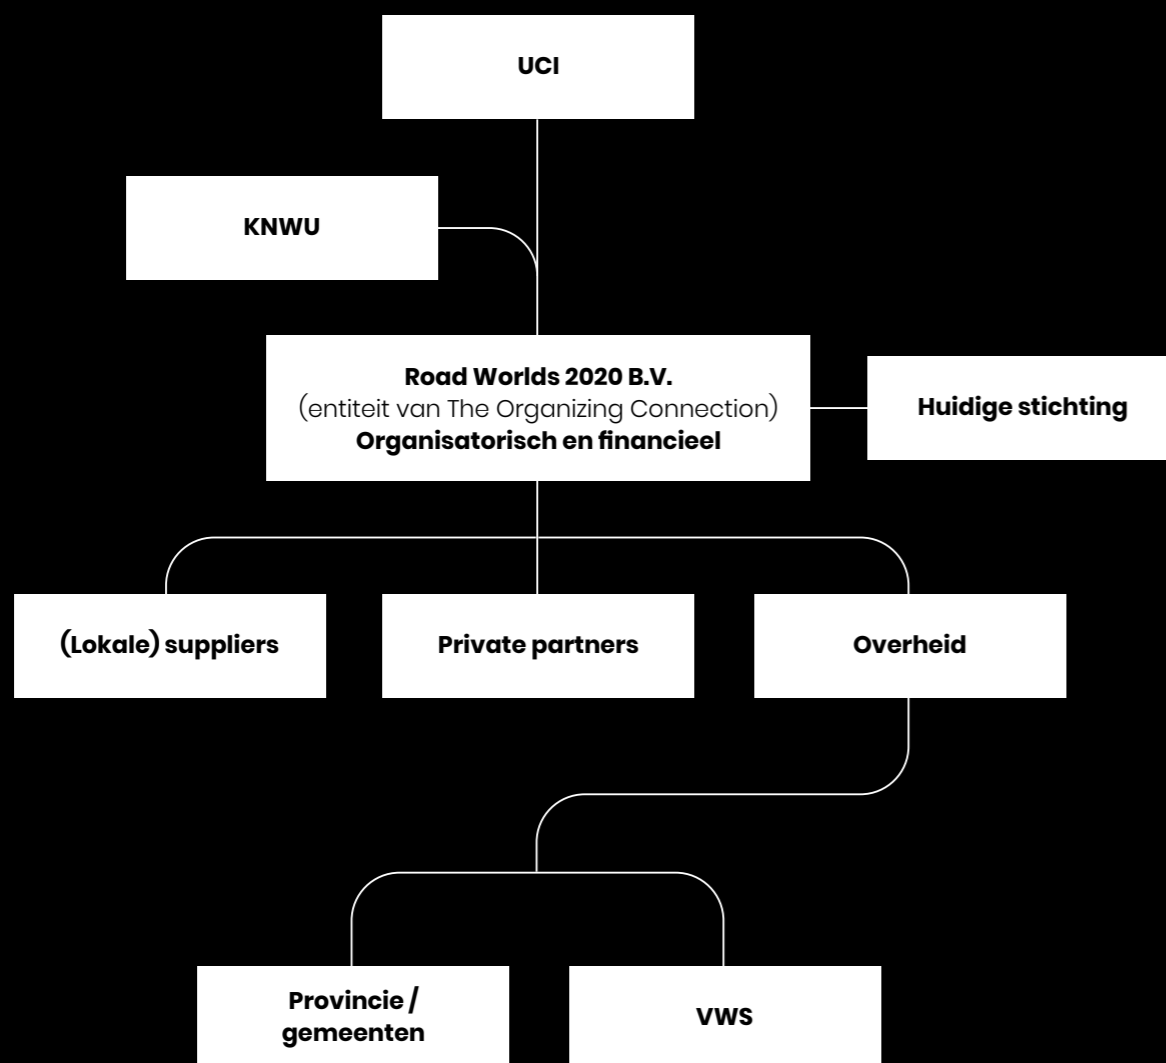 UCI
KNWU
Road Worlds 2020 B.V.
(entiteit van The Organizing Connection)
Organisatorisch en financieel
Huidige stichting
(Lokale) suppliers
Private partners
Overheid
Provincie /
gemeenten
VWS